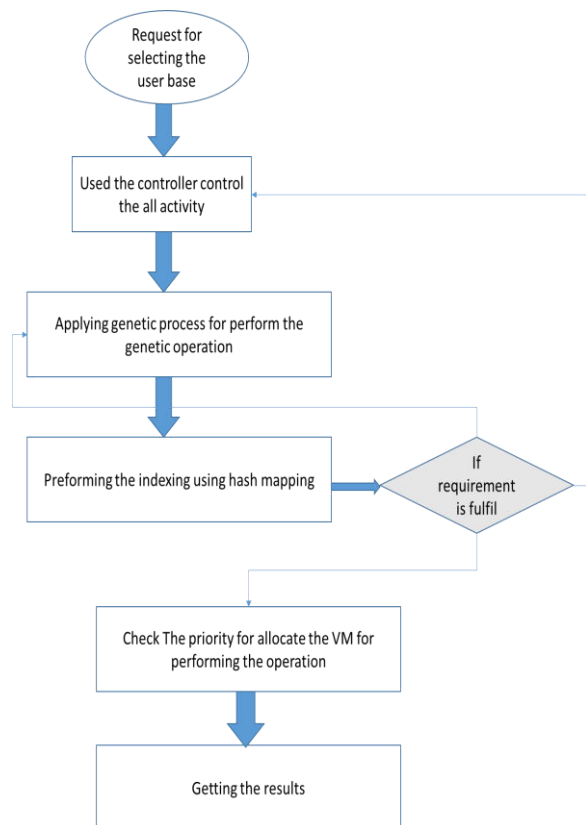 Request for
selecting the
user base
Used the controller control
the all activity
Applying genetic process for perform the
genetic operation
Preforming the indexing using hash mapping
If
requirement
is fulfil
Check The priority for allocate the VM for
performing the operation
Getting the results